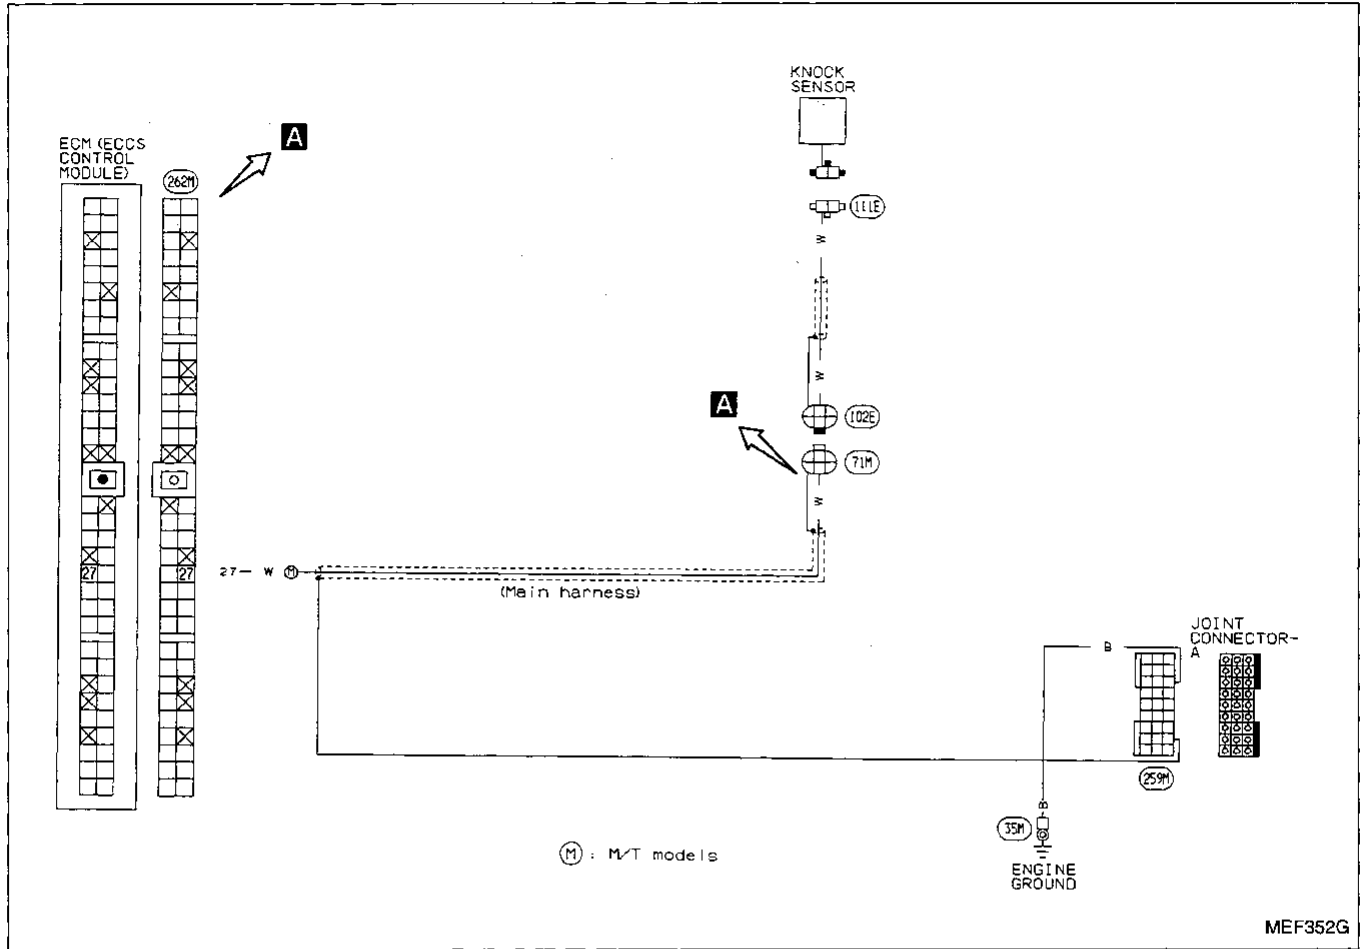 KNOCK
SENSOR
A
ECM (ECCS
CONTROL
MODULE)
262M
111E
W
W
A
102E
71M
W
27
27
27— W M
(Main harness)
JOINT
CONNECTOR-
A
B
259M
B
35M
M : M/T models
ENGINE
GROUND
MEF352G